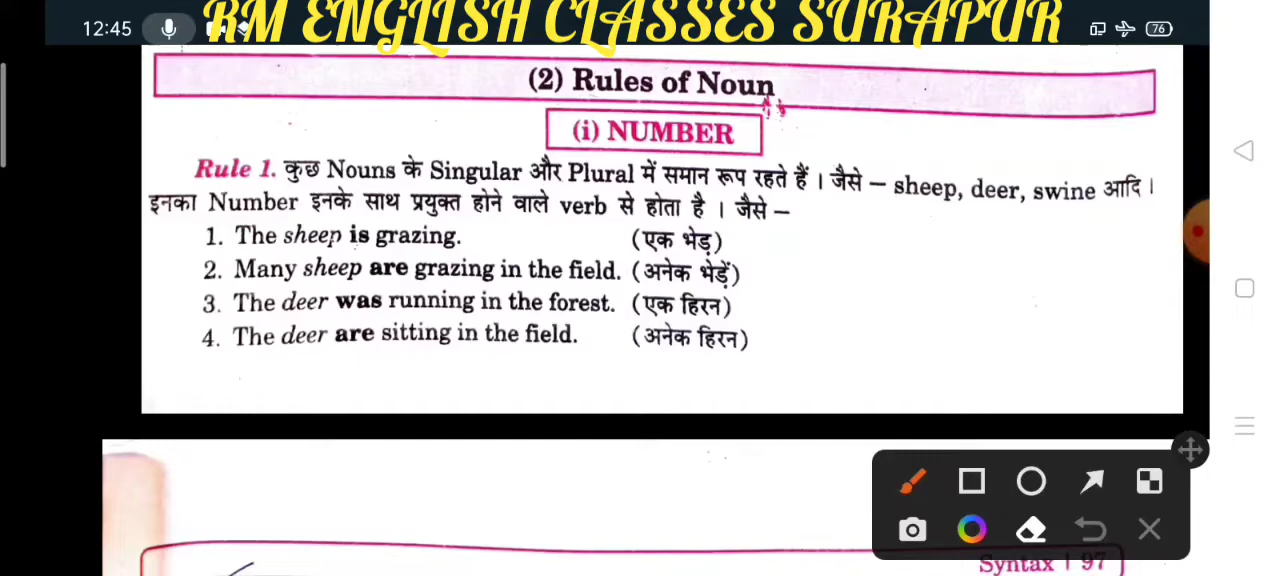 RM ENGLISH CLASSES SURAPUR
12:45
76
(2) Rules of Noun
(i) NUMBER
Rule 1. कुछ Nouns के Singular और Plural में समान रूप रहते हैं । जैसे – sheep, deer, swine आदि ।
इनका Number इनके साथ प्रयुक्त होने वाले verb से होता है । जैसे –
1. The sheep is grazing. (एक भेड़)
2. Many sheep are grazing in the field. (अनेक भेड़ें)
3. The deer was running in the forest. (एक हिरन)
4. The deer are sitting in the field. (अनेक हिरन)
Syntax | 97